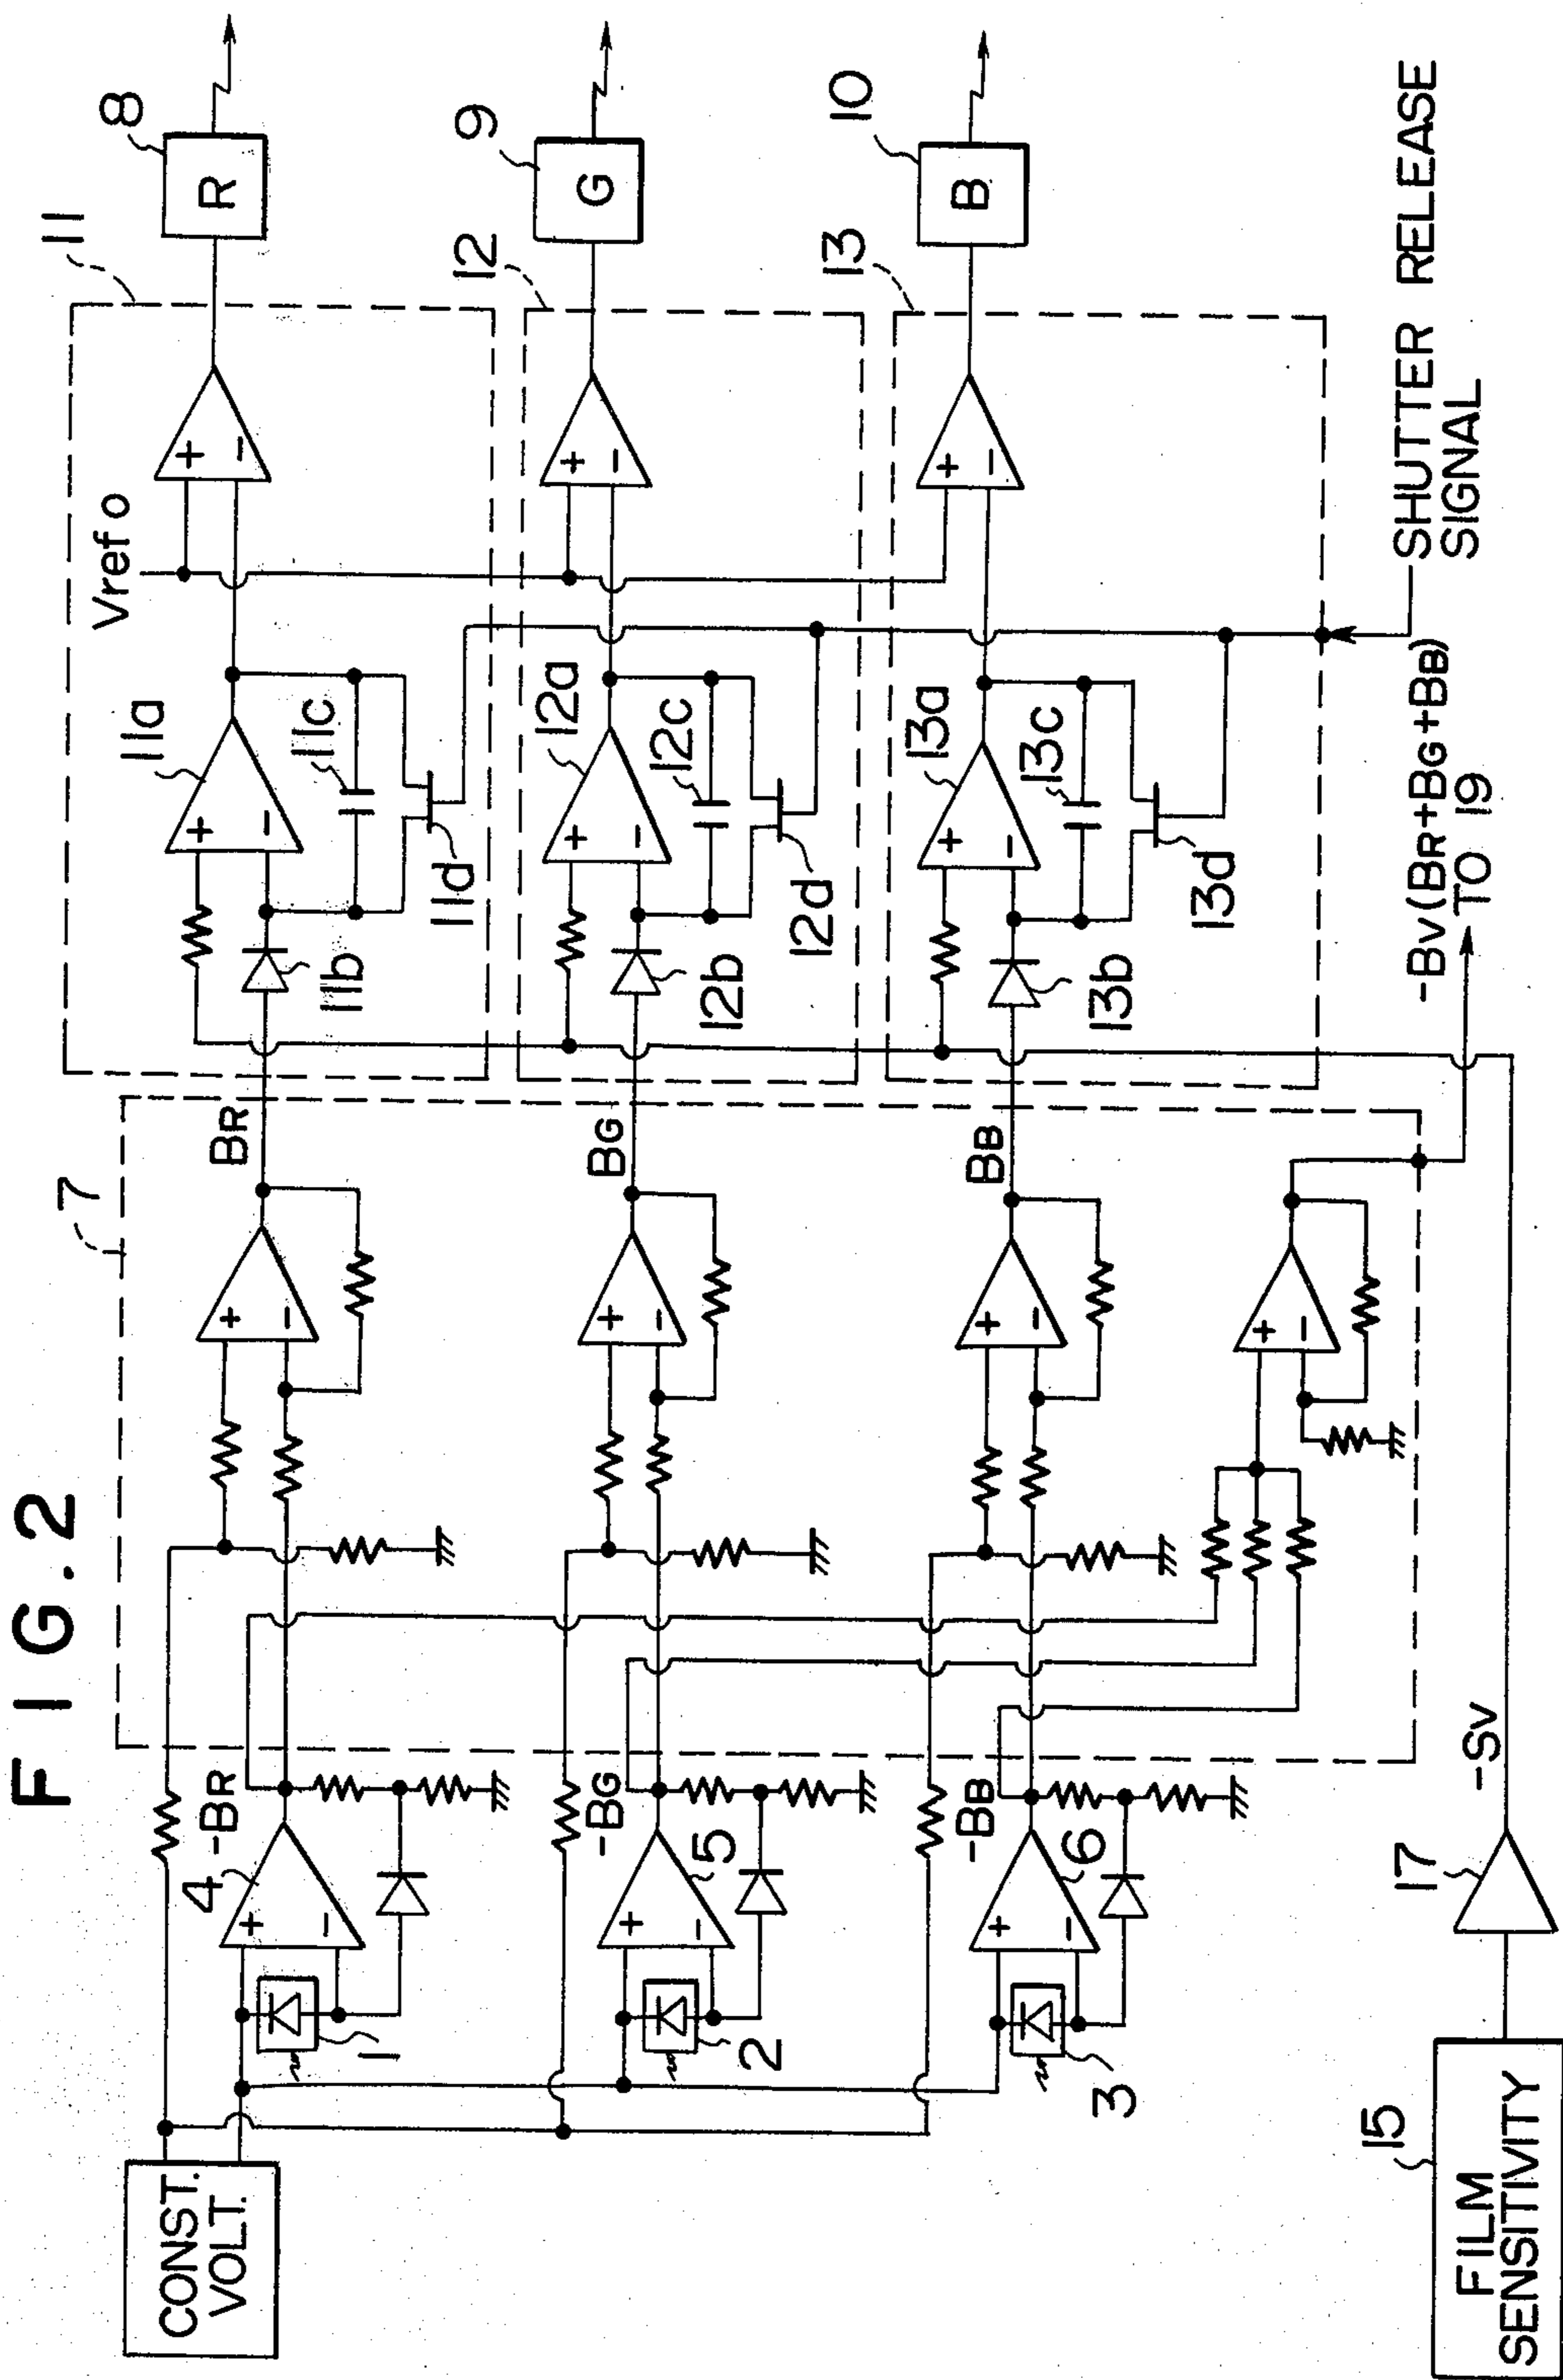 FIG.2
CONST.
VOLT.
1
2
3
4
5
6
-BR
-BG
-BB
7
BR
BG
BB
11
11a
11b
11c
11d
12
12a
12b
12c
12d
13
13a
13b
13c
13d
Vref o
R
8
G
9
B
10
+
-
+
-
+
-
+
-
+
-
+
-
+
-
+
-
+
-
+
-
+
-
+
-
+
-
SHUTTER RELEASE
SIGNAL
-BV(BR+BG+BB)
TO 19
15
FILM
SENSITIVITY
17
-SV